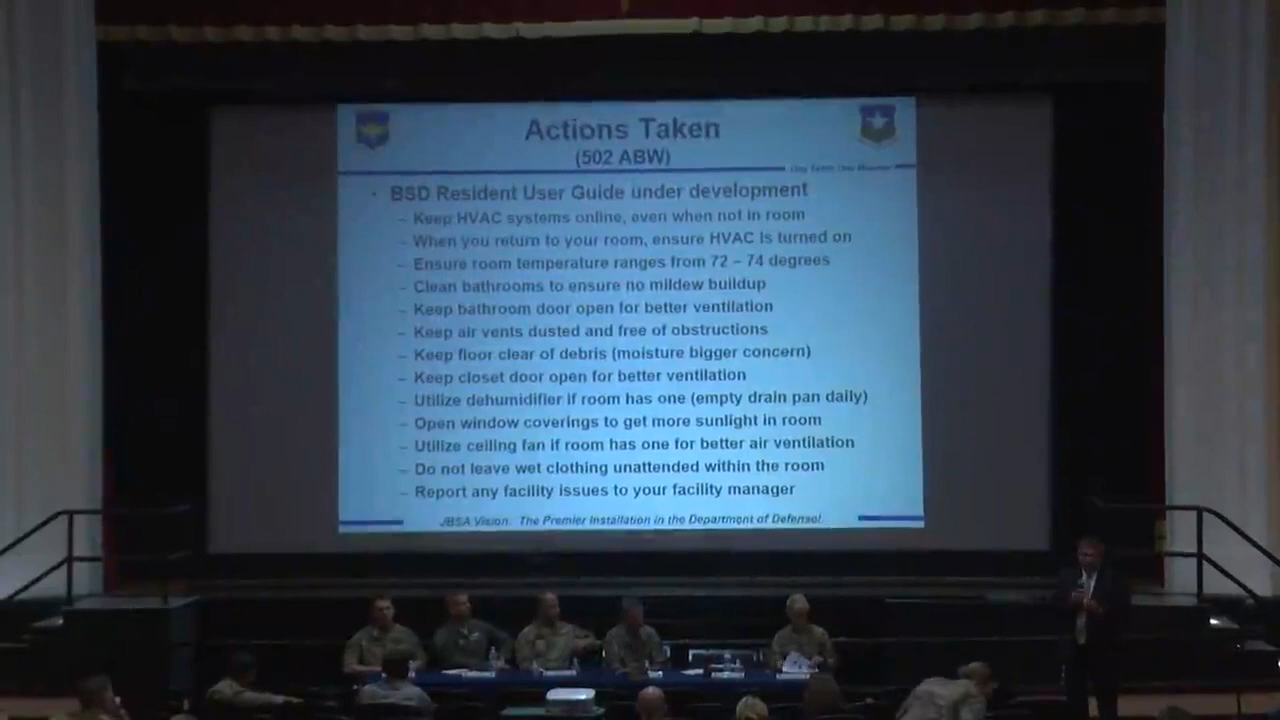 Actions Taken
(502 ABW)
One Team, One Mission
• BSD Resident User Guide under development
– Keep HVAC systems online, even when not in room
– When you return to your room, ensure HVAC is turned on
– Ensure room temperature ranges from 72 – 74 degrees
– Clean bathrooms to ensure no mildew buildup
– Keep bathroom door open for better ventilation
– Keep air vents dusted and free of obstructions
– Keep floor clear of debris (moisture bigger concern)
– Keep closet door open for better ventilation
– Utilize dehumidifier if room has one (empty drain pan daily)
– Open window coverings to get more sunlight in room
– Utilize ceiling fan if room has one for better air ventilation
– Do not leave wet clothing unattended within the room
– Report any facility issues to your facility manager
JBSA Vision: The Premier Installation in the Department of Defense!